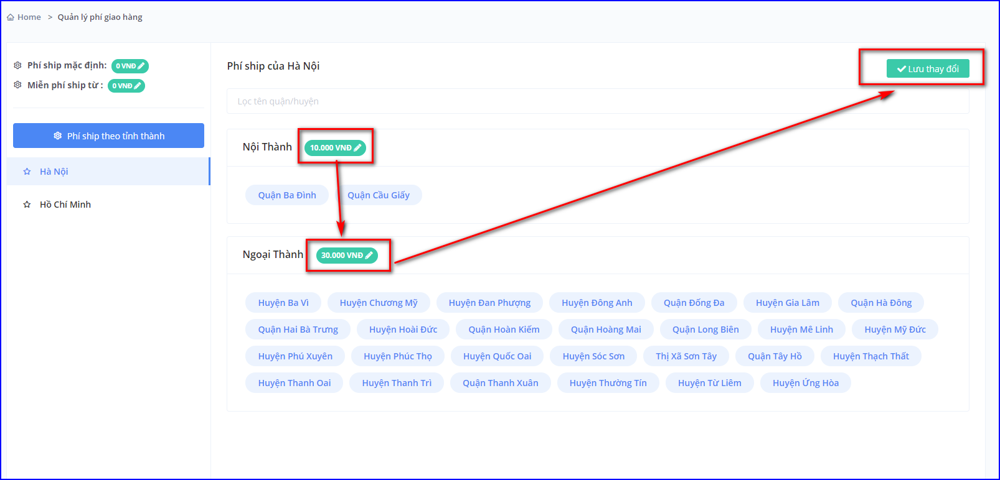 Home > Quản lý phí giao hàng
Phí ship mặc định: 0 VNĐ
Miễn phí ship từ : 0 VNĐ
Phí ship theo tỉnh thành
Hà Nội
Hồ Chí Minh
Phí ship của Hà Nội
Lưu thay đổi
Lọc tên quận/huyện
Nội Thành 10.000 VNĐ
Quận Ba Đình Quận Cầu Giấy
Ngoại Thành 30.000 VNĐ
Huyện Ba Vì Huyện Chương Mỹ Huyện Đan Phượng Huyện Đông Anh Quận Đống Đa Huyện Gia Lâm Quận Hà Đông
Quận Hai Bà Trưng Huyện Hoài Đức Quận Hoàn Kiếm Quận Hoàng Mai Quận Long Biên Huyện Mê Linh Huyện Mỹ Đức
Huyện Phú Xuyên Huyện Phúc Thọ Huyện Quốc Oai Huyện Sóc Sơn Thị Xã Sơn Tây Quận Tây Hồ Huyện Thạch Thất
Huyện Thanh Oai Huyện Thanh Trì Quận Thanh Xuân Huyện Thường Tín Huyện Từ Liêm Huyện Ứng Hòa